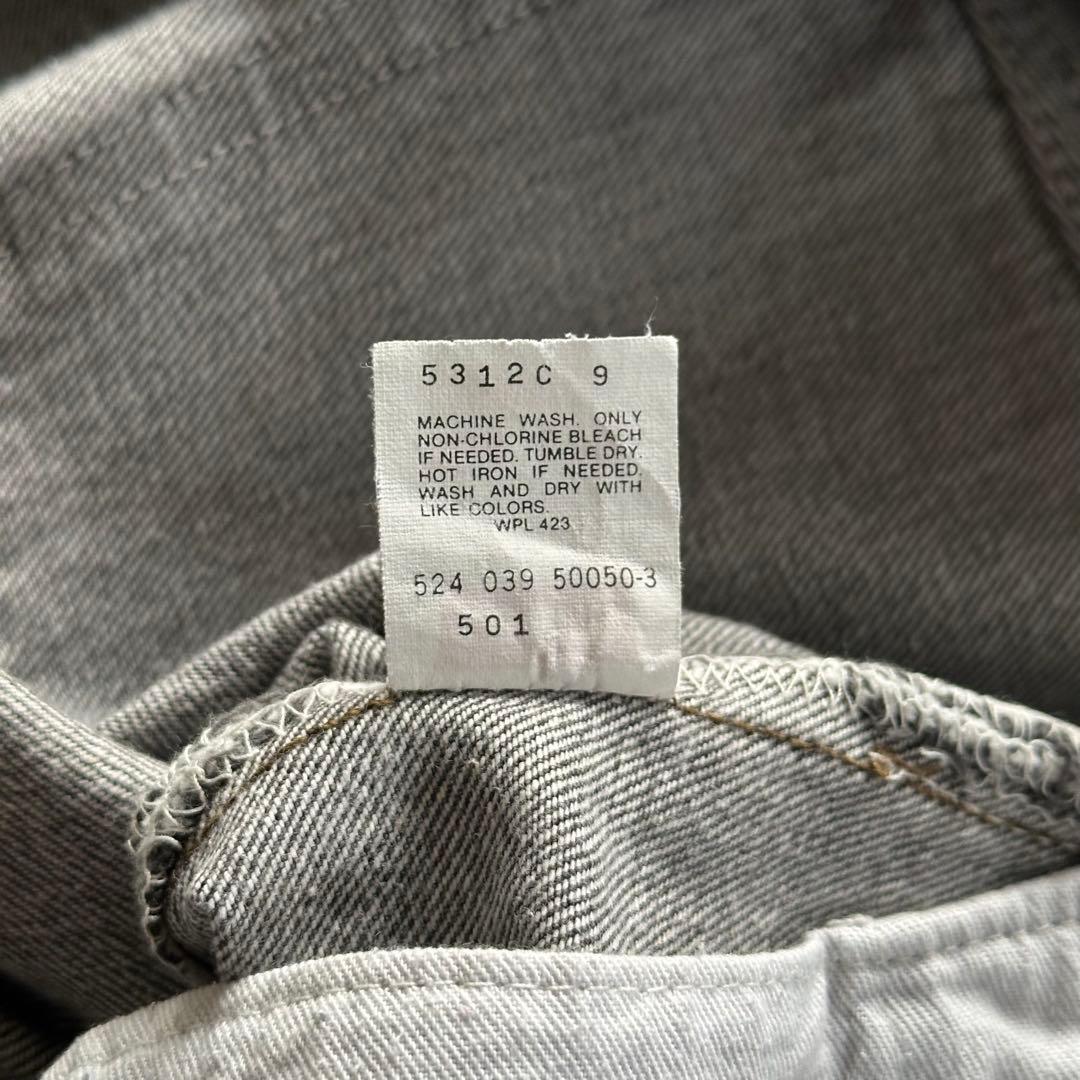 5312C 9
MACHINE WASH. ONLY
NON-CHLORINE BLEACH
IF NEEDED. TUMBLE DRY.
HOT IRON IF NEEDED.
WASH AND DRY WITH
LIKE COLORS.
WPL 423
524 039 50050-3
501